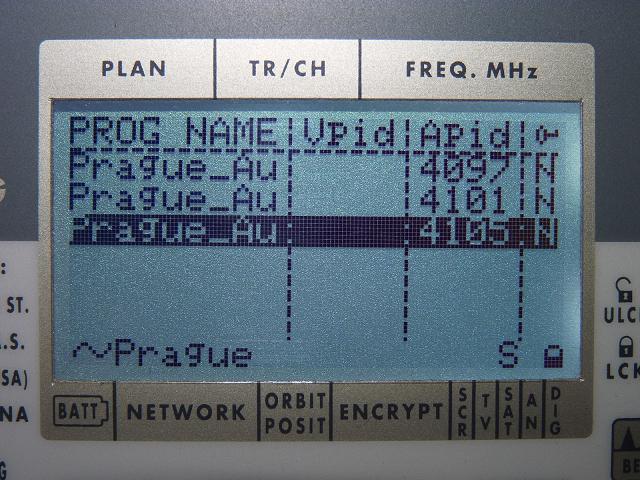 PLAN TR/CH FREQ. MHz
PROG NAME Vpid Apid
Prague_Au 4097 N
Prague_Au 4101 N
Prague_Au 4105 N
~Prague S
BATT NETWORK ORBIT POSIT ENCRYPT SCR TV SAT AN DIG
:
ST.
.S.
SA)
NA
G
ULC
LCK
BE